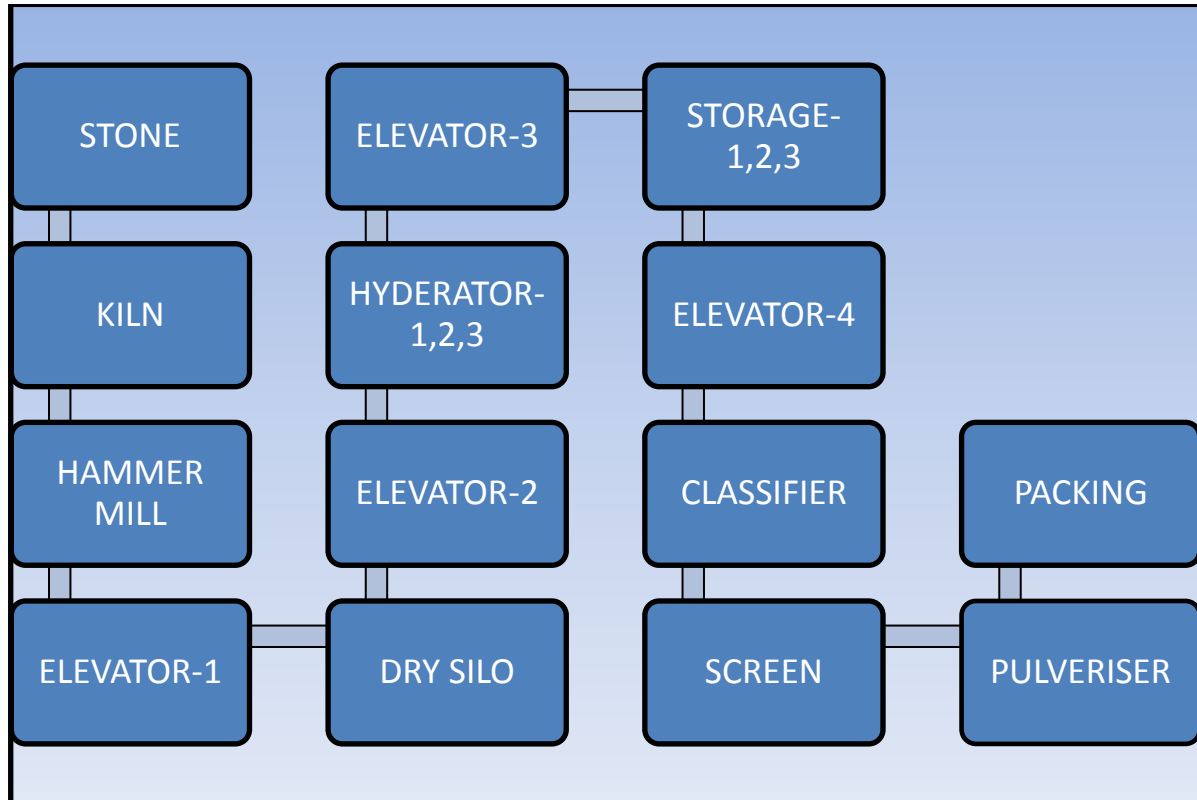 STONE
KILN
HAMMER
MILL
ELEVATOR-1
DRY SILO
ELEVATOR-2
HYDERATOR-
1,2,3
ELEVATOR-3
STORAGE-
1,2,3
ELEVATOR-4
CLASSIFIER
SCREEN
PULVERISER
PACKING